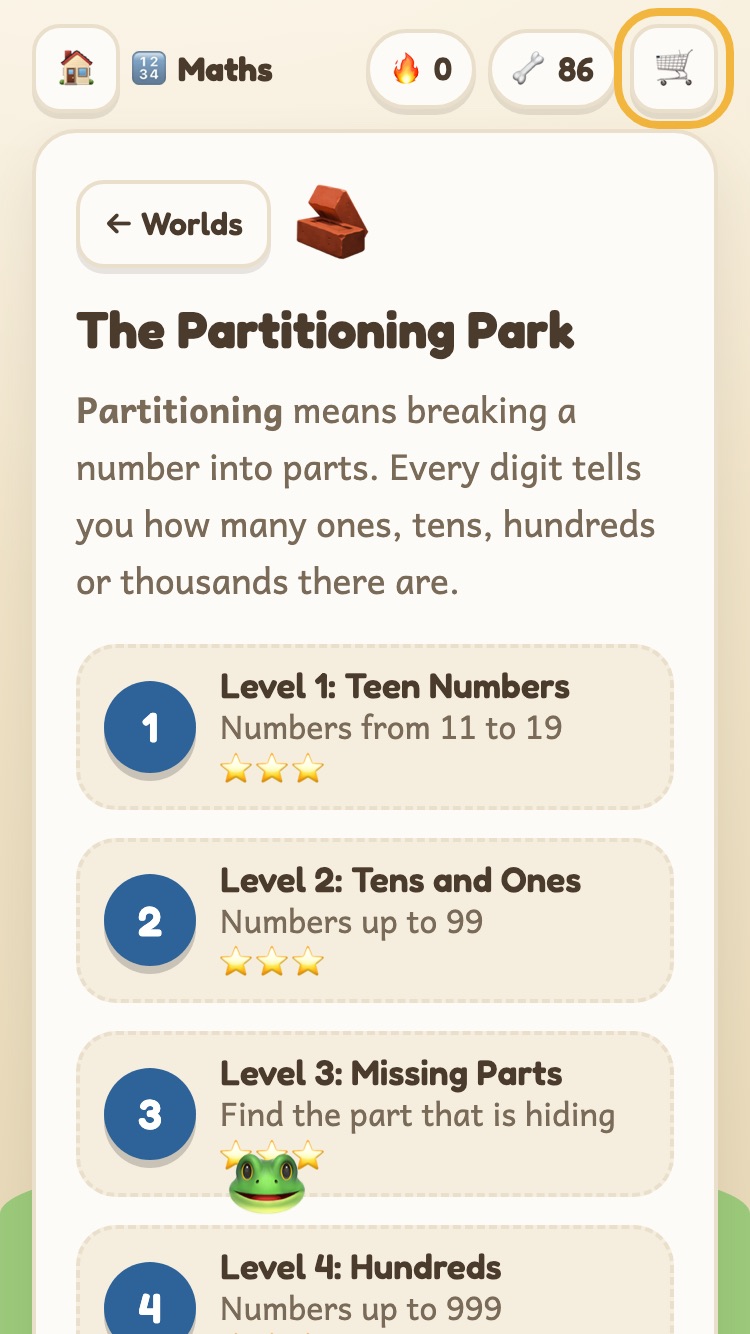 Maths
0
86
← Worlds
The Partitioning Park
Partitioning means breaking a
number into parts. Every digit tells
you how many ones, tens, hundreds
or thousands there are.
1
Level 1: Teen Numbers
Numbers from 11 to 19
2
Level 2: Tens and Ones
Numbers up to 99
3
Level 3: Missing Parts
Find the part that is hiding
4
Level 4: Hundreds
Numbers up to 999